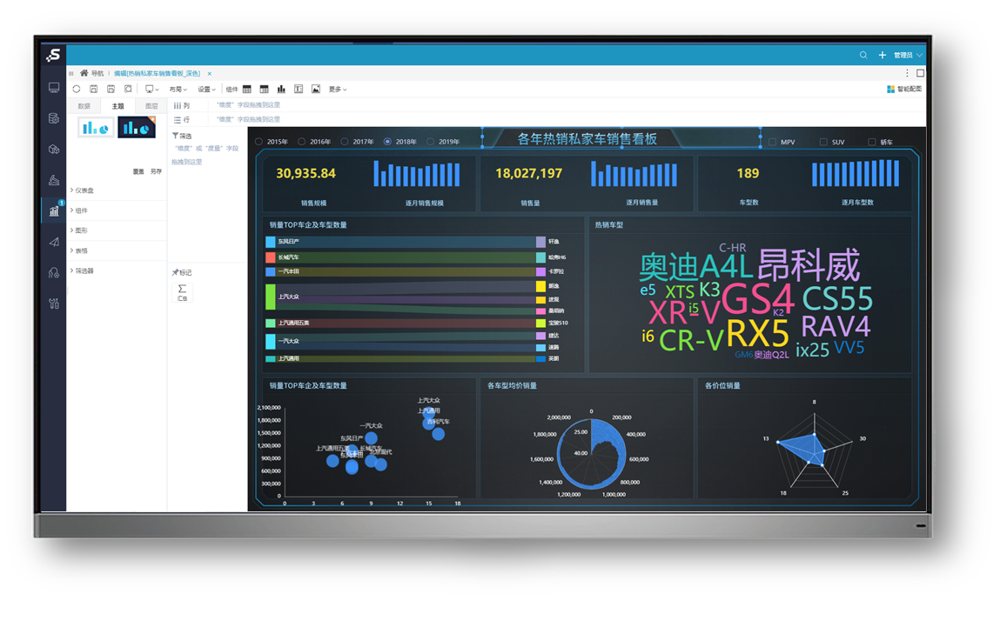 管理员
导航
编辑[热销私家车销售看板_深色] ×
布局 设置 组件 更多 智能配图
数据 主题 图层
列 "维度" 字段拖拽到这里
行 "维度" 字段拖拽到这里
筛选
"维度" 或 "度量" 字段
拖拽到这里
覆盖 另存
仪表盘
组件
图形
表格
筛选器
标记
Σ
汇总
1
2015年 2016年 2017年 2018年 2019年
各年热销私家车销售看板
MPV SUV 轿车
30,935.84
销售规模
逐月销售规模
18,027,197
销售量
逐月销售量
189
车型数
逐月车型数
销量TOP车企及车型数量
东风日产 轩逸
长城汽车 哈弗H6
一汽丰田 卡罗拉
上汽大众 朗逸
途观
桑塔纳
上汽通用五菱 宝骏510
一汽大众 捷达
速腾
上汽通用 英朗
热销车型
C-HR
奥迪A4L 昂科威
e5 XTS K3 GS4 CS55
XR-V i5 K2
i6 CR-V RX5 RAV4
GM6 奥迪Q2L ix25 VV5
销量TOP车企及车型数量
2,100,000
1,800,000
1,500,000
1,200,000
900,000
600,000
300,000
0
0 3 6 9 12 15 18
上汽大众
上汽通用
吉利汽车
一汽大众
东风日产
上汽通用五菱 长城汽车 北京现代
东风本田
各车型均价销量
0
200,000
400,000
600,000
800,000
1,000,000
1,200,000
1,400,000
1,600,000
1,800,000
2,000,000
25.00
40.00
各价位销量
8
13 30
18 25